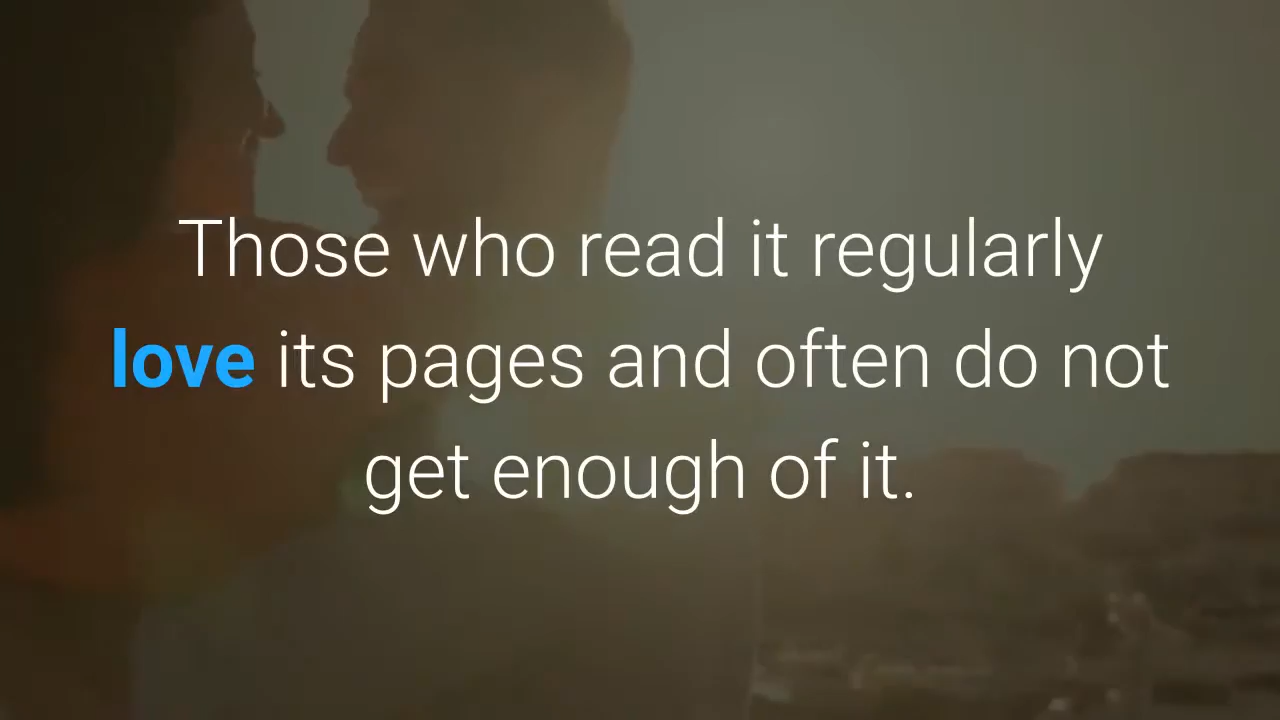 Those who read it regularly
love its pages and often do not
get enough of it.